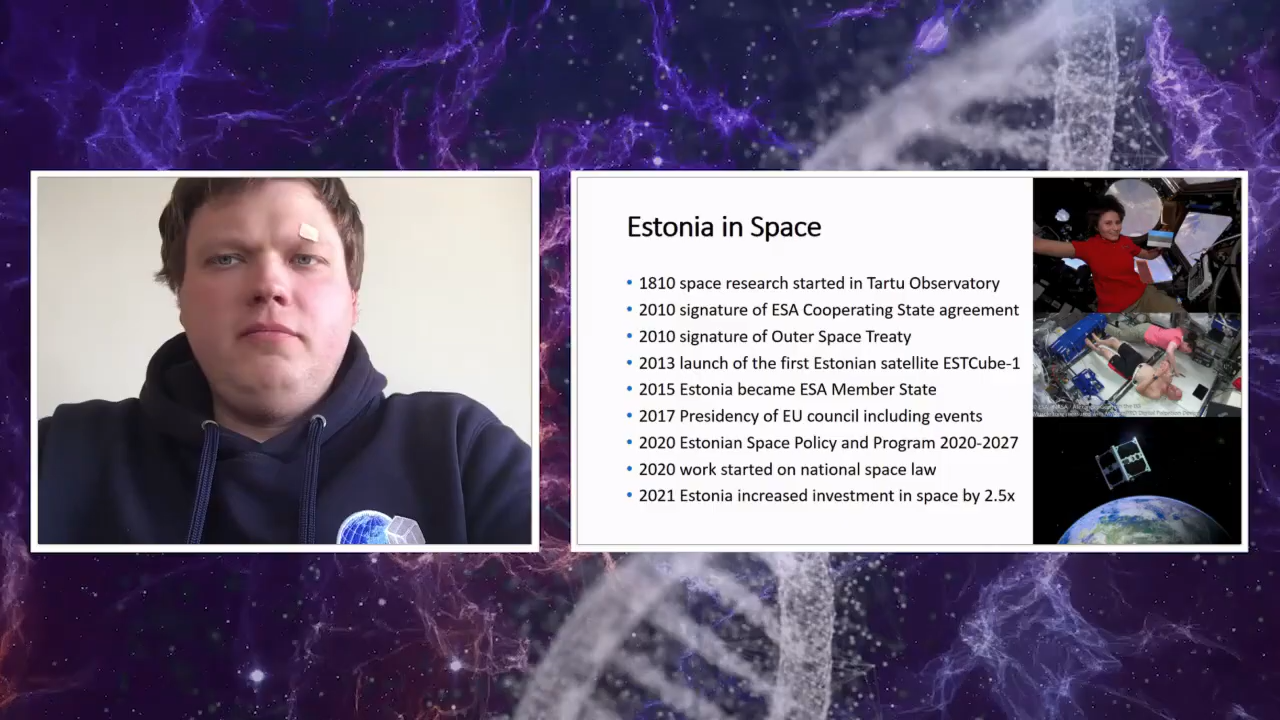 Estonia in Space
• 1810 space research started in Tartu Observatory
• 2010 signature of ESA Cooperating State agreement
• 2010 signature of Outer Space Treaty
• 2013 launch of the first Estonian satellite ESTCube-1
• 2015 Estonia became ESA Member State
• 2017 Presidency of EU council including events
• 2020 Estonian Space Policy and Program 2020-2027
• 2020 work started on national space law
• 2021 Estonia increased investment in space by 2.5x